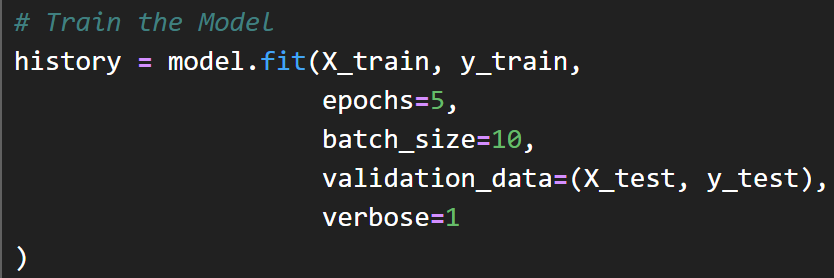 # Train the Model
history = model.fit(X_train, y_train,
epochs=5,
batch_size=10,
validation_data=(X_test, y_test),
verbose=1
)